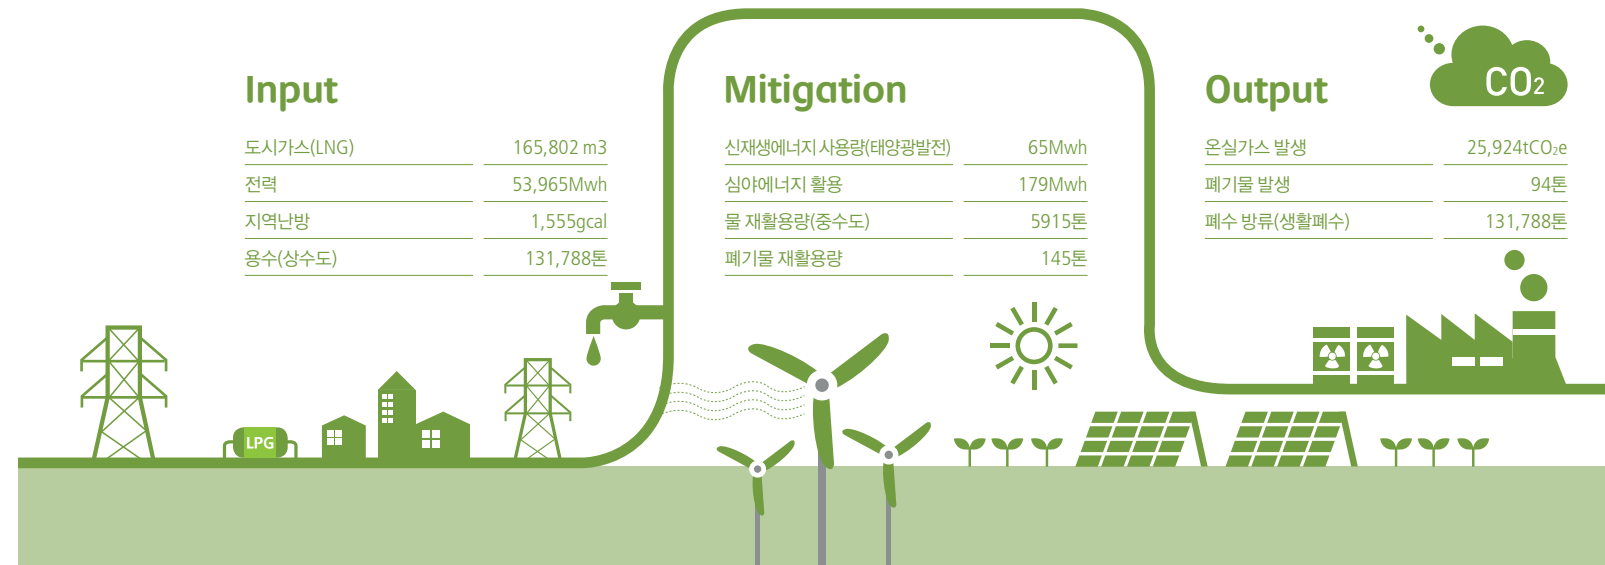 Input
도시가스(LNG) 165,802 m3
전력 53,965Mwh
지역난방 1,555gcal
용수(상수도) 131,788톤
Mitigation
신재생에너지 사용량(태양광발전) 65Mwh
심야에너지 활용 179Mwh
물 재활용량(중수도) 5915톤
폐기물 재활용량 145톤
Output
온실가스 발생 25,924tCO₂e
폐기물 발생 94톤
폐수 방류(생활폐수) 131,788톤
CO₂
LPG